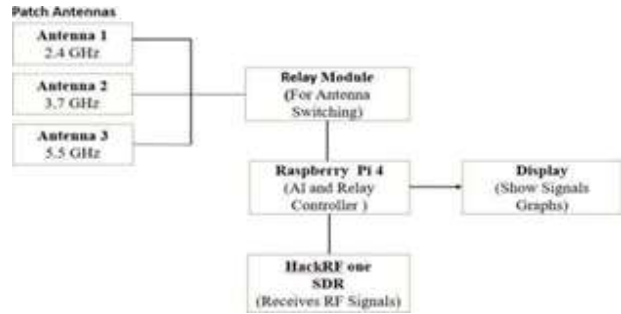 Patch Antennas
Antenna 1
2.4 GHz
Antenna 2
3.7 GHz
Antenna 3
5.5 GHz
Relay Module
(For Antenna
Switching)
Raspberry Pi 4
(AI and Relay
Controller )
Display
(Show Signals
Graphs)
HackRF one
SDR
(Receives RF Signals)